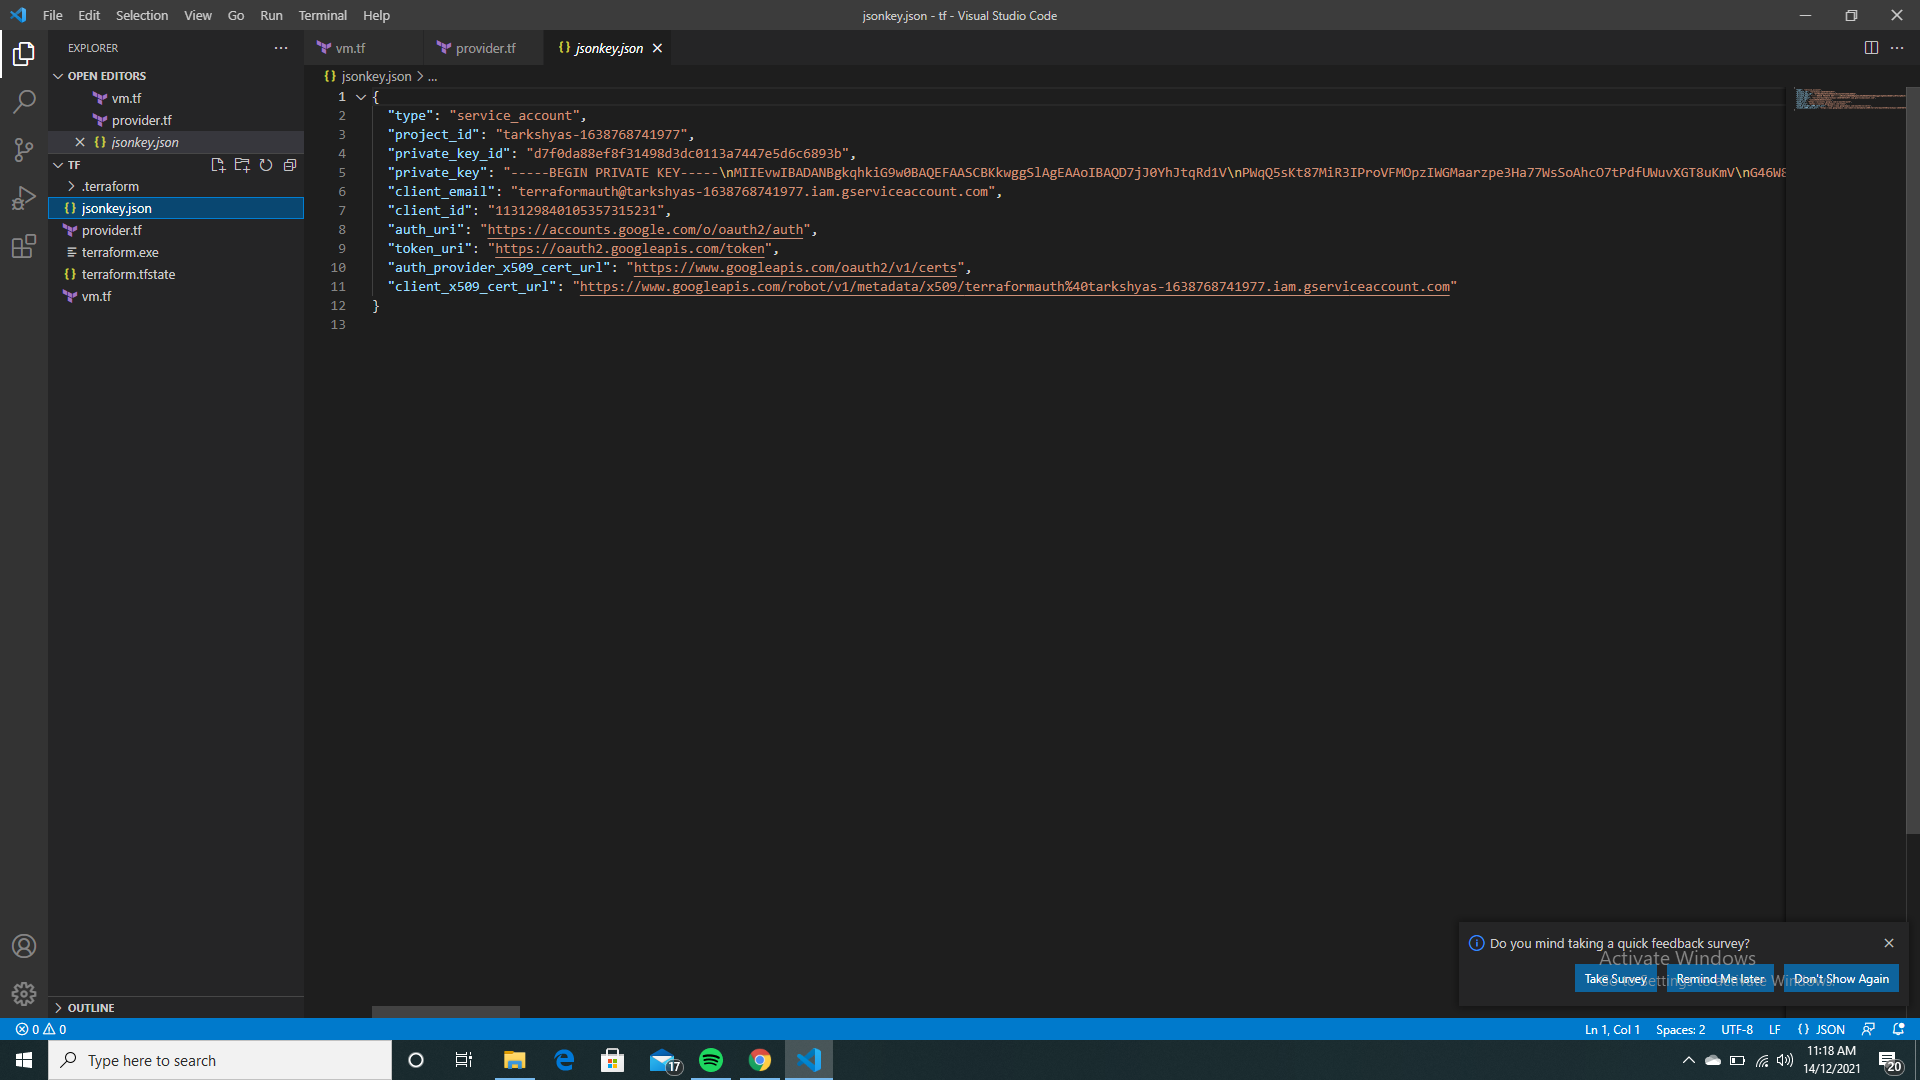 File Edit Selection View Go Run Terminal Help
jsonkey.json - tf - Visual Studio Code
EXPLORER
OPEN EDITORS
vm.tf
provider.tf
jsonkey.json
TF
.terraform
jsonkey.json
provider.tf
terraform.exe
terraform.tfstate
vm.tf
OUTLINE
vm.tf provider.tf jsonkey.json
jsonkey.json > ...
1 {
2 "type": "service_account",
3 "project_id": "tarkshyas-1638768741977",
4 "private_key_id": "d7f0da88ef8f31498d3dc0113a7447e5d6c6893b",
5 "private_key": "-----BEGIN PRIVATE KEY-----
6 "client_email": "terraformauth@tarkshyas-1638768741977.iam.gserviceaccount.com",
7 "client_id": "113129840105357315231",
8 "auth_uri": "https://accounts.google.com/o/oauth2/auth",
9 "token_uri": "https://oauth2.googleapis.com/token",
10 "auth_provider_x509_cert_url": "https://www.googleapis.com/oauth2/v1/certs",
11 "client_x509_cert_url": "https://www.googleapis.com/robot/v1/metadata/x509/terraformauth%40tarkshyas-1638768741977.iam.gserviceaccount.com"
12 }
13
Do you mind taking a quick feedback survey?
Activate Windows
Go to Settings to activate Windows.
Take Survey Remind Me later Don't Show Again
0 0
Ln 1, Col 1 Spaces: 2 UTF-8 LF {} JSON
Type here to search
17
11:18 AM
14/12/2021
20